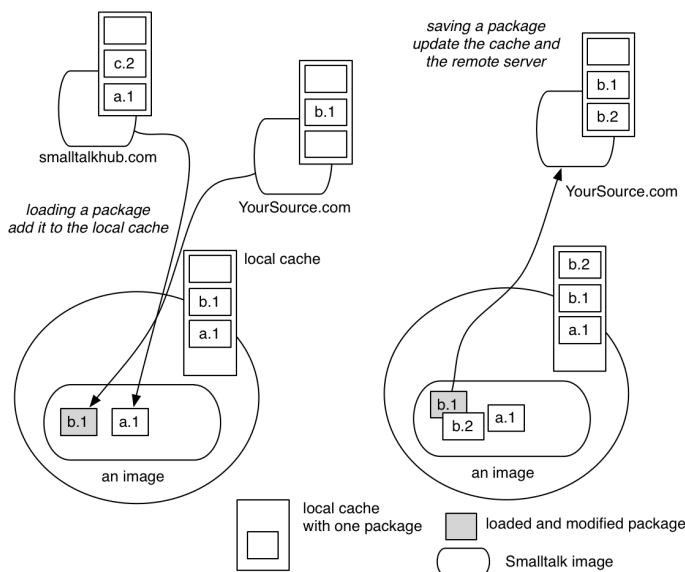 c.2
a.1
smalltalkhub.com
b.1
YourSource.com
loading a package
add it to the local cache
local cache
b.1
a.1
b.1
a.1
an image
saving a package
update the cache and
the remote server
b.1
b.2
YourSource.com
b.2
b.1
a.1
b.1
b.2
a.1
an image
local cache
with one package
loaded and modified package
Smalltalk image